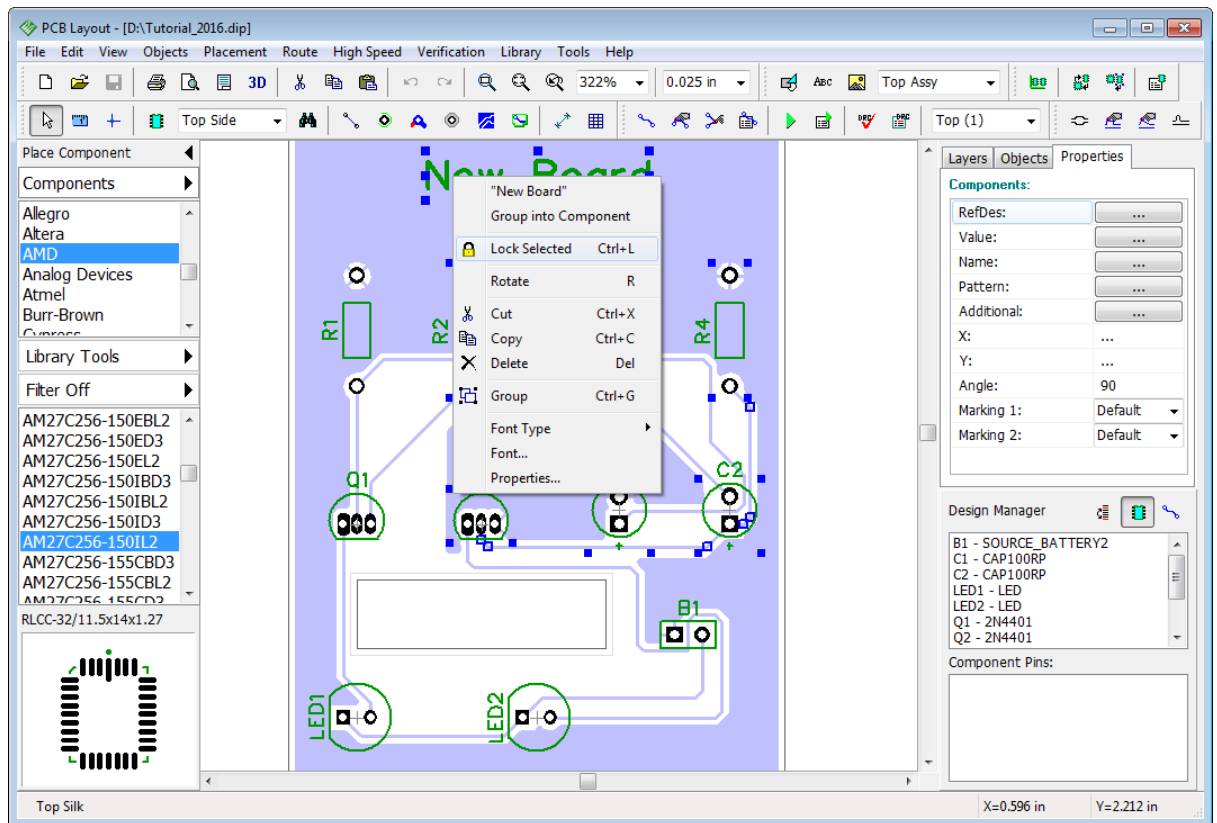 PCB Layout - [D:\Tutorial_2016.dip]
File Edit View Objects Placement Route High Speed Verification Library Tools Help
3D 322% 0.025 in ABC Top Assy
Top Side DRC DRC Top (1)
Place Component
Components
Allegro
Altera
AMD
Analog Devices
Atmel
Burr-Brown
Cypress
Library Tools
Filter Off
AM27C256-150EBL2
AM27C256-150ED3
AM27C256-150EL2
AM27C256-150IBD3
AM27C256-150IBL2
AM27C256-150ID3
AM27C256-150IL2
AM27C256-155CBD3
AM27C256-155CBL2
AM27C256-155CD3
RLCC-32/11.5x14x1.27
New Board
"New Board"
Group into Component
Lock Selected Ctrl+L
Rotate R
Cut Ctrl+X
Copy Ctrl+C
Delete Del
Group Ctrl+G
Font Type
Font...
Properties...
R1
R2
R4
Q1
C2
B1
LED1
LED2
Layers Objects Properties
Components:
RefDes: ...
Value: ...
Name: ...
Pattern: ...
Additional: ...
X: ...
Y: ...
Angle: 90
Marking 1: Default
Marking 2: Default
Design Manager
B1 - SOURCE_BATTERY2
C1 - CAP100RP
C2 - CAP100RP
LED1 - LED
LED2 - LED
Q1 - 2N4401
Q2 - 2N4401
Component Pins:
Top Silk X=0.596 in Y=2.212 in